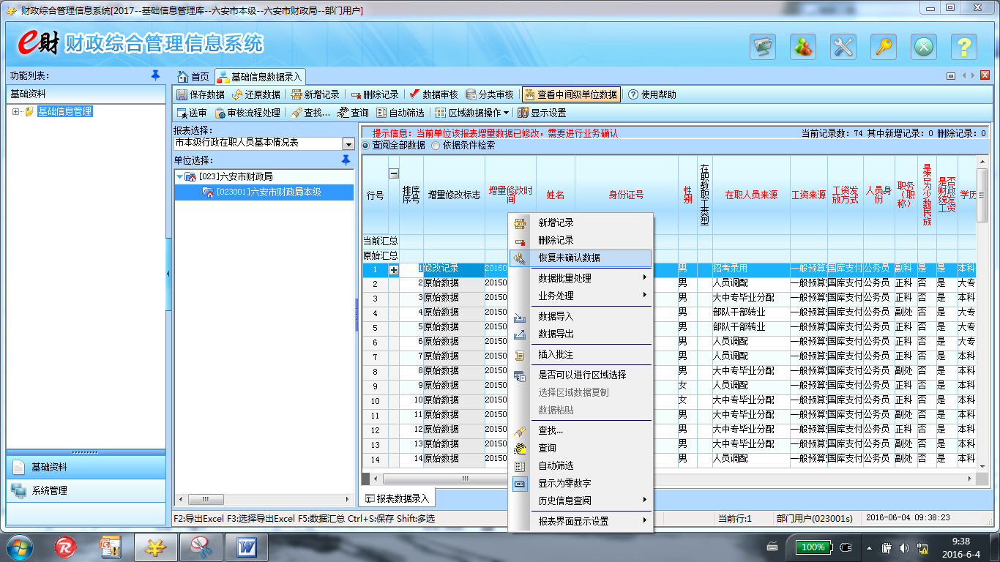 财政综合管理信息系统[2017--基础信息管理库--六安市本级--六安市财政局--部门用户]
e财 财政综合管理信息系统
功能列表：
首页 基础信息数据录入
基础资料
保存数据 还原数据 新增记录 删除记录 数据审核 分类审核 查看中间级单位数据 使用帮助
基础信息管理
送审 审核流程处理 查找... 查询 自动筛选 区域数据操作 显示设置
报表选择：
市本级行政在职人员基本情况表
单位选择：
[023]六安市财政局
[023001]六安市财政局本级
提示信息：当前单位该报表增量数据已修改，需要进行业务确认
当前记录数：74 其中新增记录：0 删除记录：0
查阅全部数据 依据条件检索
行号 排序序号 增量修改标志 增量修改时间 姓名 身份证号 性别 在职教职工类型 在职人员来源 工资来源 工资发放方式 人员身份 职务（职称） 是否为少数民族 是否财政统发工资 学历
当前汇总
原始汇总
1 1 修改记录 20160 男 招考录用 一般预算 国库支付 公务员 副科 是 是 本科
2 2 原始数据 20150 男 人员调配 一般预算 国库支付 公务员 正科 否 是 大专
3 3 原始数据 20150 男 大中专毕业分配 一般预算 国库支付 公务员 正科 否 是 本科
4 4 原始数据 20150 男 部队干部转业 一般预算 国库支付 公务员 副处 否 是 大专
5 5 原始数据 20150 男 部队干部转业 一般预算 国库支付 公务员 正科 否 是 本科
6 6 原始数据 20150 男 人员调配 一般预算 国库支付 公务员 正科 否 是 大专
7 7 原始数据 20150 男 人员调配 一般预算 国库支付 公务员 正科 否 是 本科
8 8 原始数据 20150 男 大中专毕业分配 一般预算 国库支付 公务员 副处 否 是 本科
9 9 原始数据 20150 女 人员调配 一般预算 国库支付 公务员 正科 否 是 本科
10 10 原始数据 20150 女 大中专毕业分配 一般预算 国库支付 公务员 正科 否 是 本科
11 11 原始数据 20150 男 大中专毕业分配 一般预算 国库支付 公务员 正科 否 是 本科
12 12 原始数据 20150 男 大中专毕业分配 一般预算 国库支付 公务员 正科 否 是 本科
13 13 原始数据 20150 男 大中专毕业分配 一般预算 国库支付 公务员 副处 否 是 本科
14 14 原始数据 20150 男 人员调配 一般预算 国库支付 公务员 副处 否 是 本科
新增记录
删除记录
恢复未确认数据
数据批量处理
业务处理
数据导入
数据导出
插入批注
是否可以进行区域选择
选择区域数据复制
数据粘贴
查找...
查询
自动筛选
显示为零数字
历史信息查阅
报表界面显示设置
基础资料
系统管理
报表数据录入
F2:导出Excel F3:选择导出Excel F5:数据汇总 Ctrl+S:保存 Shift:多选
当前行:1 部门用户(023001s) 2016-06-04 09:38:23
100%
9:38
2016-6-4